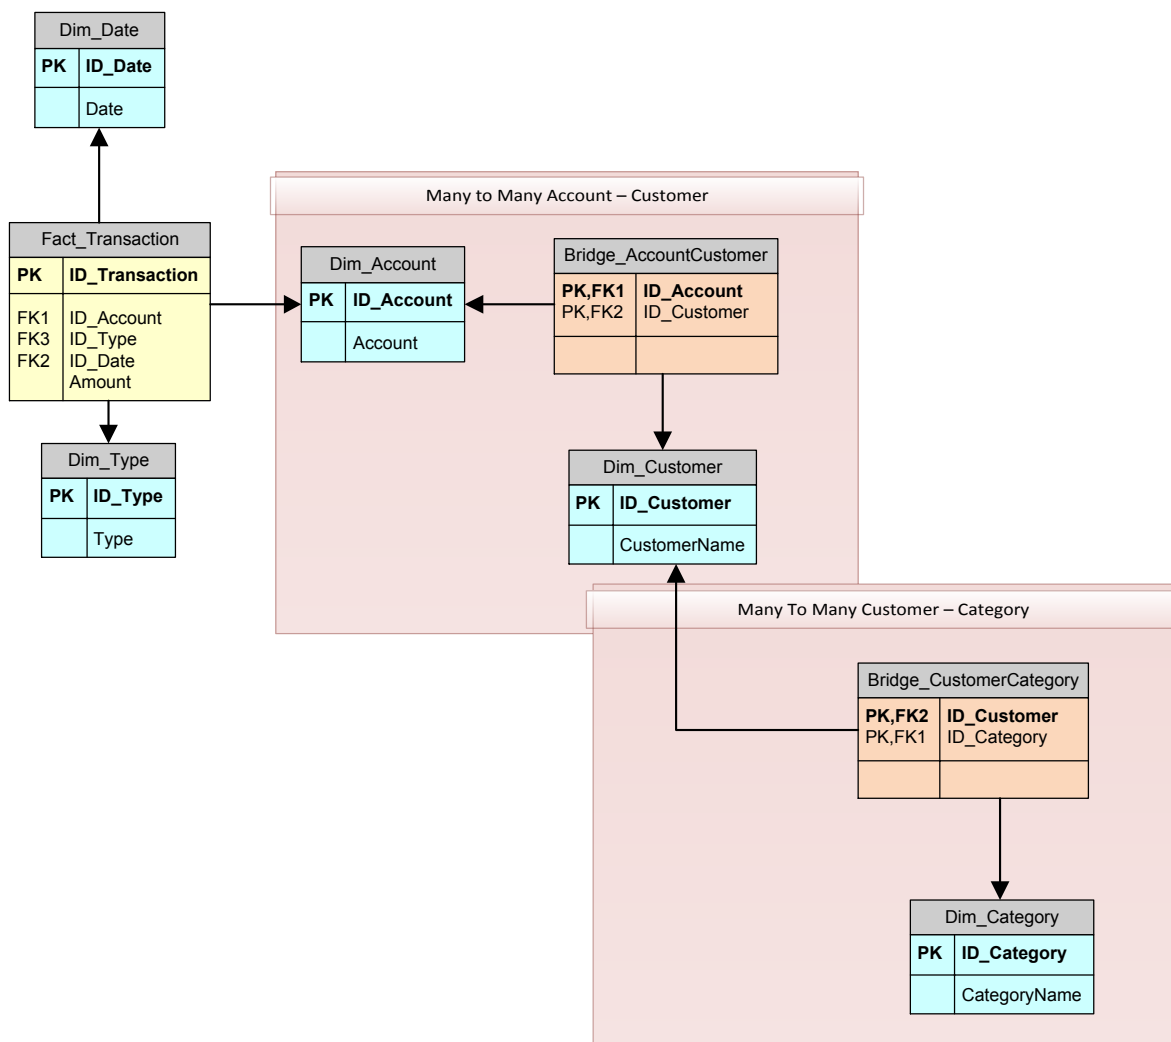 Dim_Date
PK ID_Date
Date
Many to Many Account – Customer
Fact_Transaction
PK ID_Transaction
FK1 ID_Account
FK3 ID_Type
FK2 ID_Date
Amount
Dim_Account
PK ID_Account
Account
Bridge_AccountCustomer
PK,FK1 ID_Account
PK,FK2 ID_Customer
Dim_Type
PK ID_Type
Type
Dim_Customer
PK ID_Customer
CustomerName
Many To Many Customer – Category
Bridge_CustomerCategory
PK,FK2 ID_Customer
PK,FK1 ID_Category
Dim_Category
PK ID_Category
CategoryName